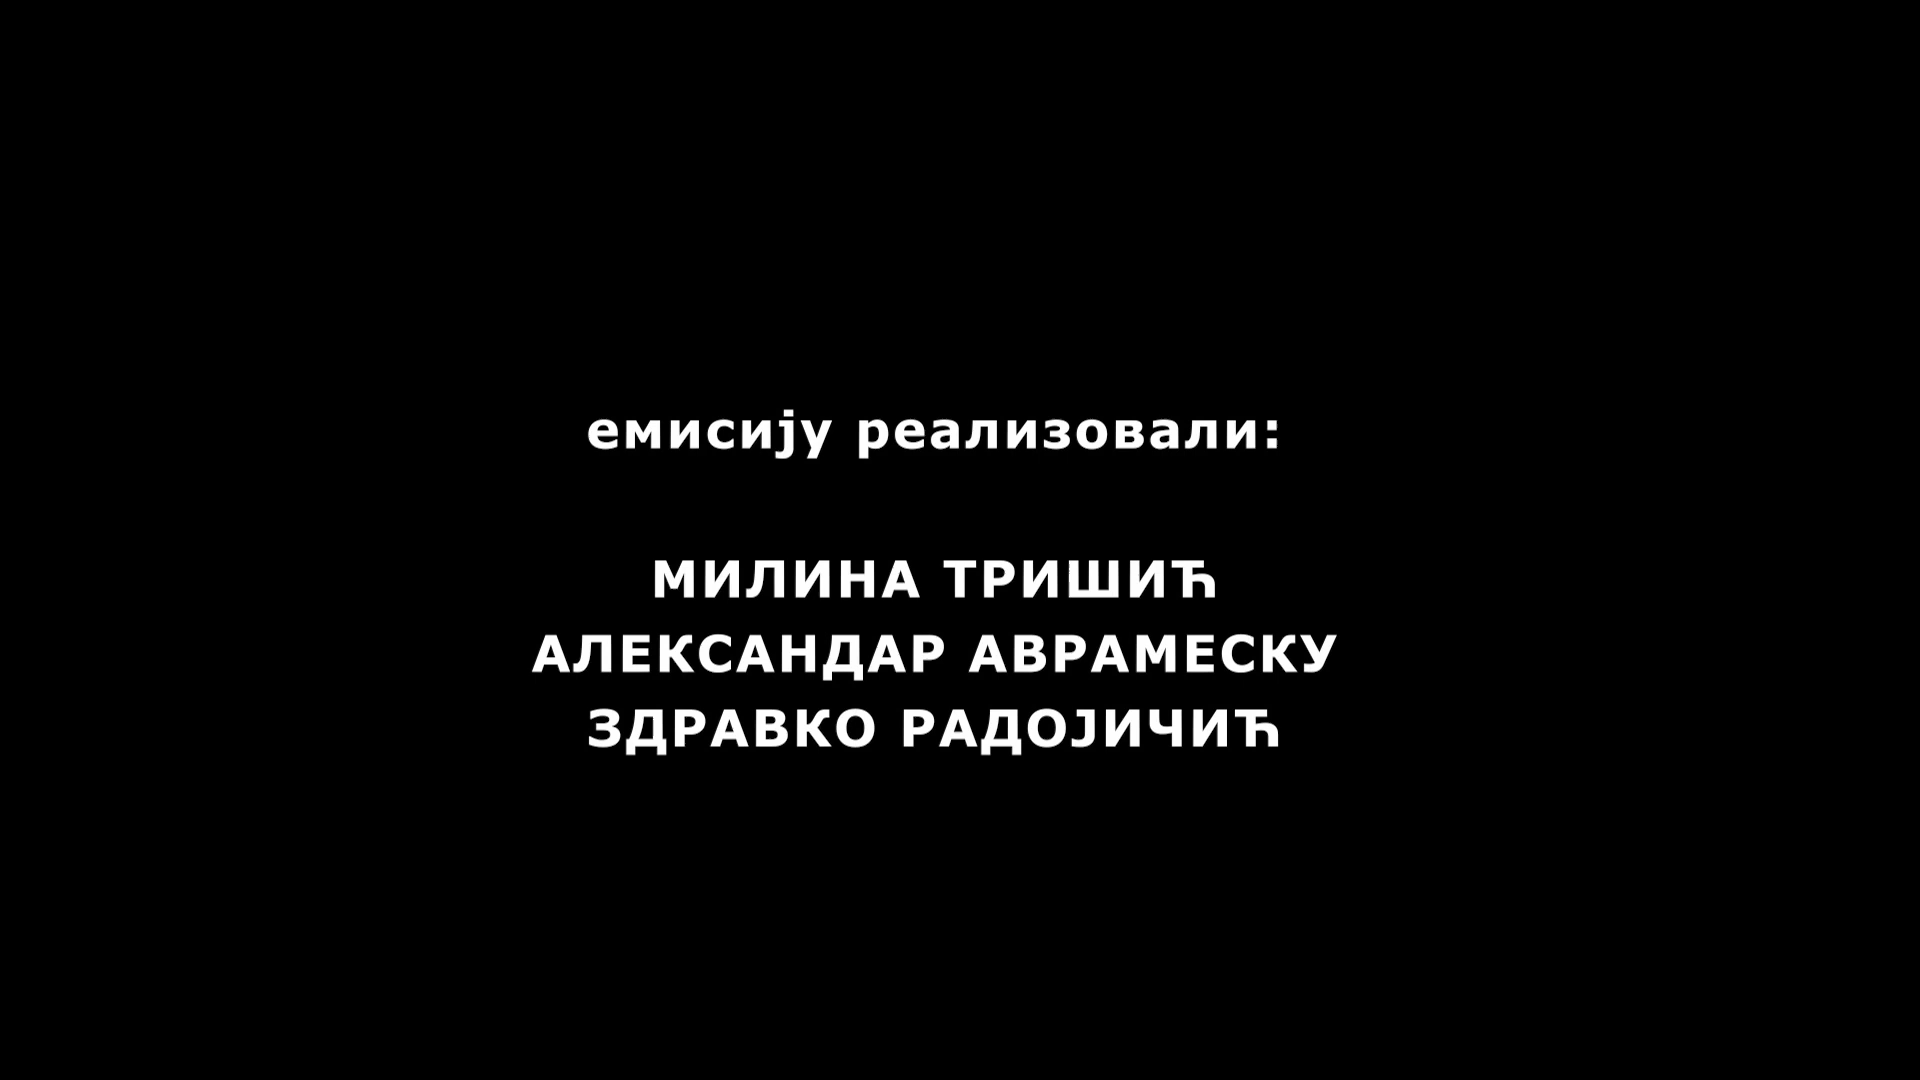 емисију реализовали:
МИЛИНА ТРИШИЋ
АЛЕКСАНДАР АВРАМЕСКУ
ЗДРАВКО РАДОЈИЧИЋ